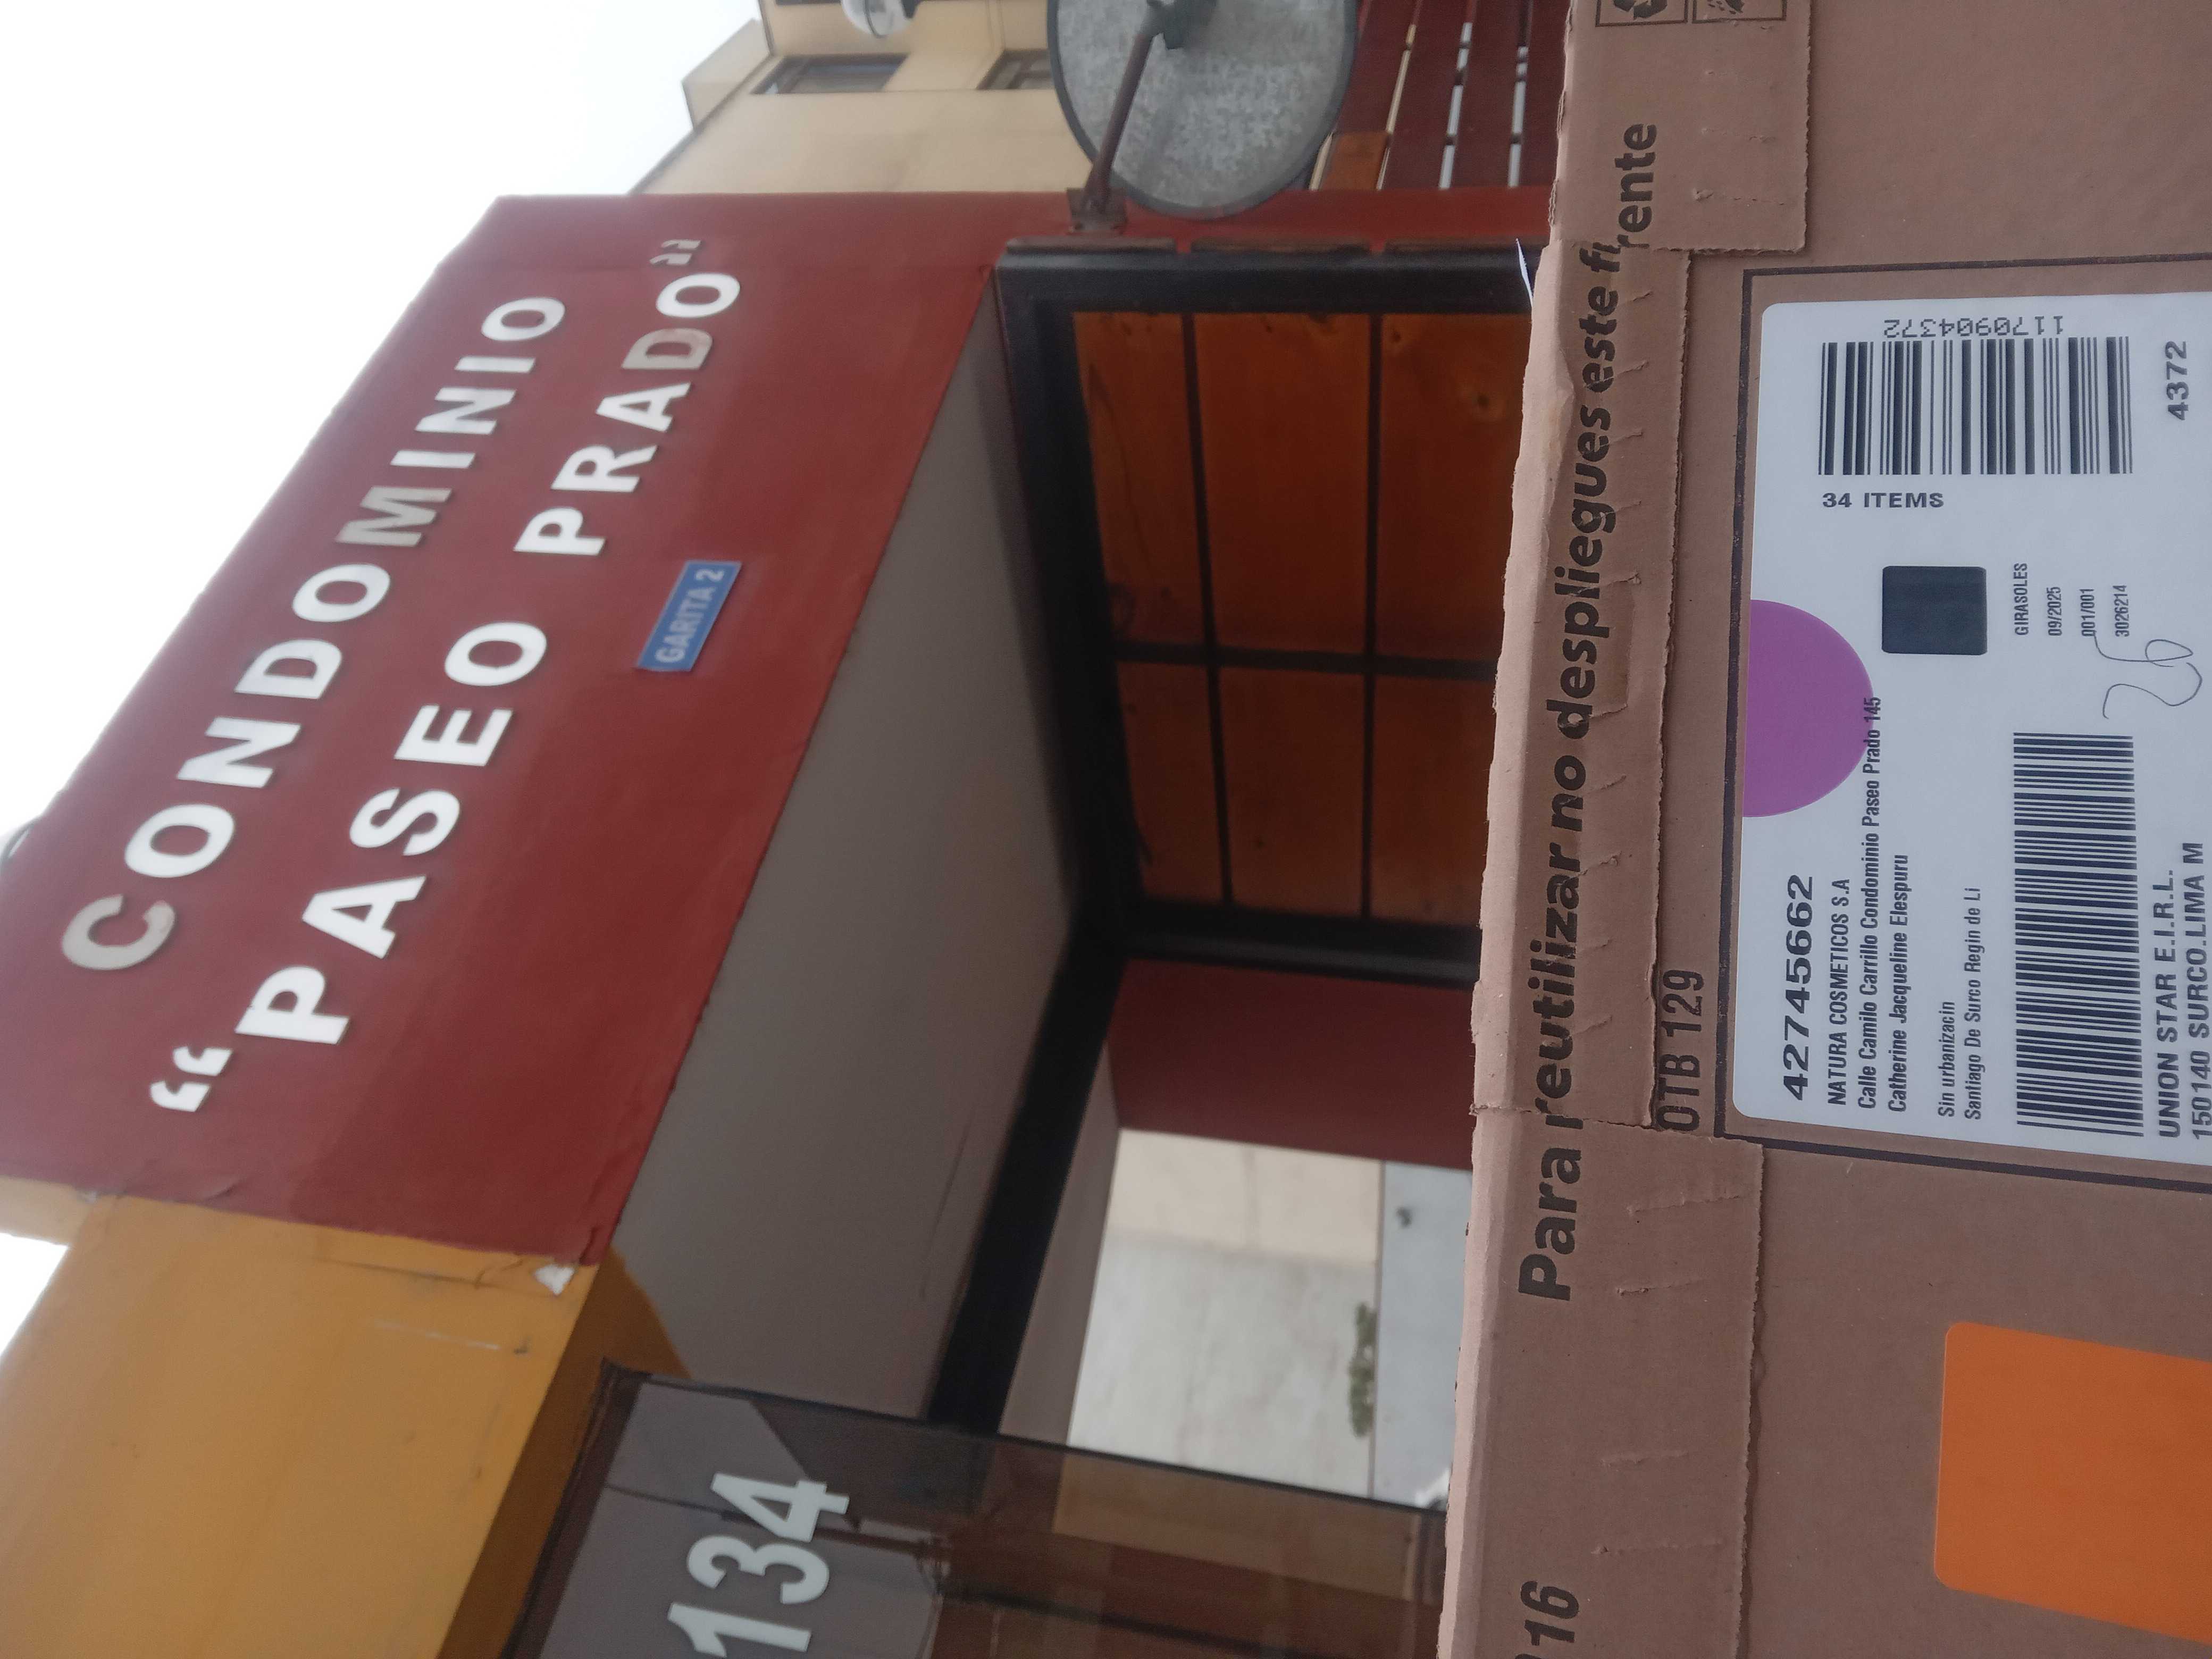 CONDOMINIO
“PASEO PRADO”
GARITA 2
134
Para reutilizar no despliegues este frente
016
OTB 129
42745662
NATURA COSMETICOS S.A
Calle Camilo Carrillo Condominio Paseo Prado 145
Catherine Jacqueline Elespuru
Sin urbanizacin
Santiago De Surco Regin de Li
34 ITEMS
1170904372
GIRASOLES
09/2025
001/001
3026214
26
4372
UNION STAR E.I.R.L.
150140 SURCO.LIMA M